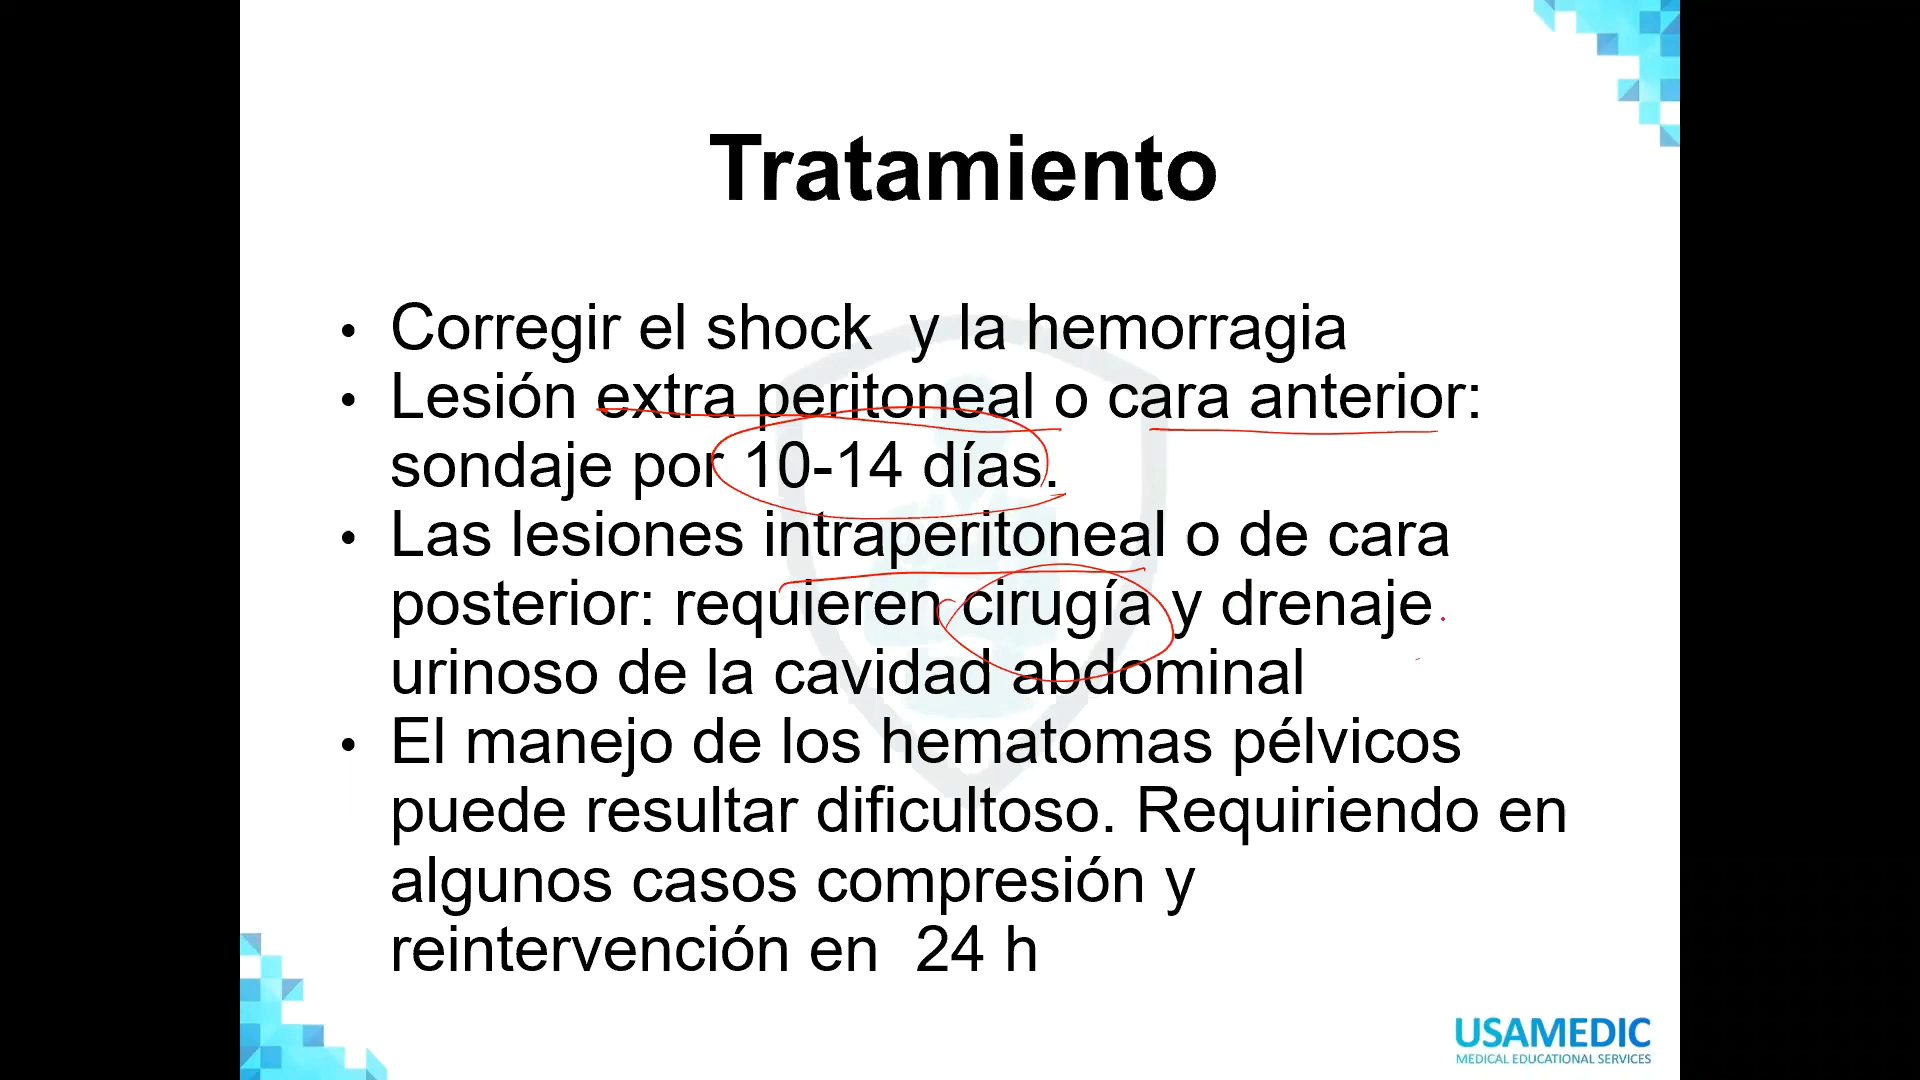 Tratamiento
• Corregir el shock  y la hemorragia
• Lesión extra peritoneal o cara anterior:
sondaje por 10-14 días.
• Las lesiones intraperitoneal o de cara
posterior: requieren cirugía y drenaje
urinoso de la cavidad abdominal
• El manejo de los hematomas pélvicos
puede resultar dificultoso. Requiriendo en
algunos casos compresión y
reintervención en  24 h
USAMEDIC
MEDICAL EDUCATIONAL SERVICES